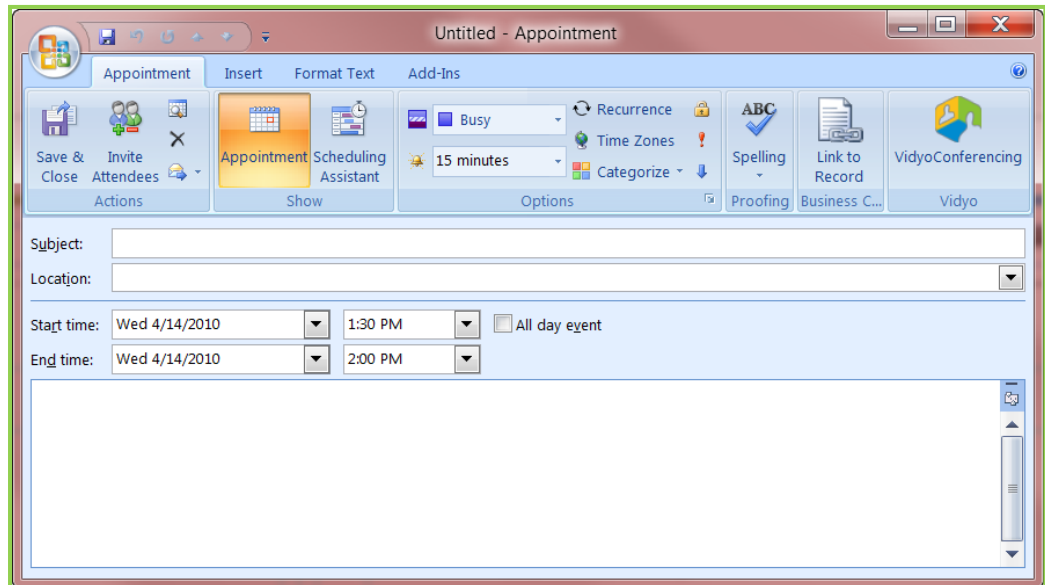 Untitled - Appointment
Appointment Insert Format Text Add-Ins
Save & Close
Invite Attendees
Actions
Appointment
Scheduling Assistant
Show
Busy
15 minutes
Recurrence
Time Zones
Categorize
Options
ABC
Spelling
Proofing
Link to Record
Business C...
VidyoConferencing
Vidyo
Subject:
Location:
Start time: Wed 4/14/2010 1:30 PM All day event
End time: Wed 4/14/2010 2:00 PM